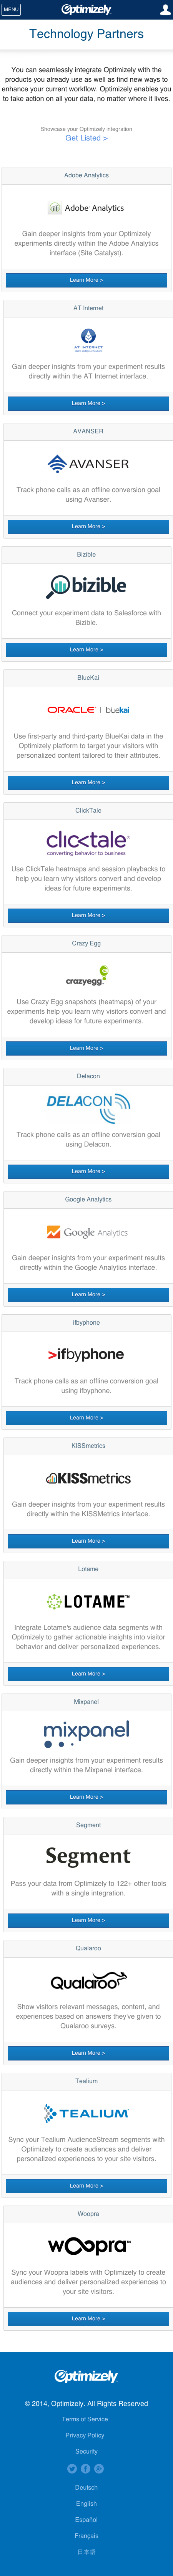 MENU
Optimizely
Technology Partners
You can seamlessly integrate Optimizely with the
products you already use as well as find new ways to
enhance your current workflow. Optimizely enables you
to take action on all your data, no matter where it lives.
Showcase your Optimizely integration
Get Listed >
Adobe Analytics
Adobe Analytics
Gain deeper insights from your Optimizely
experiments directly within the Adobe Analytics
interface (Site Catalyst).
Learn More >
AT Internet
AT INTERNET
Gain deeper insights from your experiment results
directly within the AT Internet interface.
Learn More >
AVANSER
AVANSER
Track phone calls as an offline conversion goal
using Avanser.
Learn More >
Bizible
bizible
Connect your experiment data to Salesforce with
Bizible.
Learn More >
BlueKai
ORACLE | bluekai
Use first-party and third-party BlueKai data in the
Optimizely platform to target your visitors with
personalized content tailored to their attributes.
Learn More >
ClickTale
clicktale
converting behavior to business
Use ClickTale heatmaps and session playbacks to
help you learn why visitors convert and develop
ideas for future experiments.
Learn More >
Crazy Egg
crazyegg
Use Crazy Egg snapshots (heatmaps) of your
experiments help you learn why visitors convert and
develop ideas for future experiments.
Learn More >
Delacon
DELACON
Track phone calls as an offline conversion goal
using Delacon.
Learn More >
Google Analytics
Google Analytics
Gain deeper insights from your experiment results
directly within the Google Analytics interface.
Learn More >
ifbyphone
>ifbyphone
Track phone calls as an offline conversion goal
using ifbyphone.
Learn More >
KISSmetrics
KISSmetrics
Gain deeper insights from your experiment results
directly within the KISSmetrics interface.
Learn More >
Lotame
LOTAME™
Integrate Lotame's audience data segments with
Optimizely to gather actionable insights into visitor
behavior and deliver personalized experiences.
Learn More >
Mixpanel
mixpanel
Gain deeper insights from your experiment results
directly within the Mixpanel interface.
Learn More >
Segment
Segment
Pass your data from Optimizely to 122+ other tools
with a single integration.
Learn More >
Qualaroo
Qualaroo
Show visitors relevant messages, content, and
experiences based on answers they've given to
Qualaroo surveys.
Learn More >
Tealium
TEALIUM
Sync your Tealium AudienceStream segments with
Optimizely to create audiences and deliver
personalized experiences to your site visitors.
Learn More >
Woopra
woopra™
Sync your Woopra labels with Optimizely to create
audiences and deliver personalized experiences to
your site visitors.
Learn More >
Optimizely
© 2014, Optimizely. All Rights Reserved
Terms of Service
Privacy Policy
Security
Deutsch
English
Español
Français
日本語